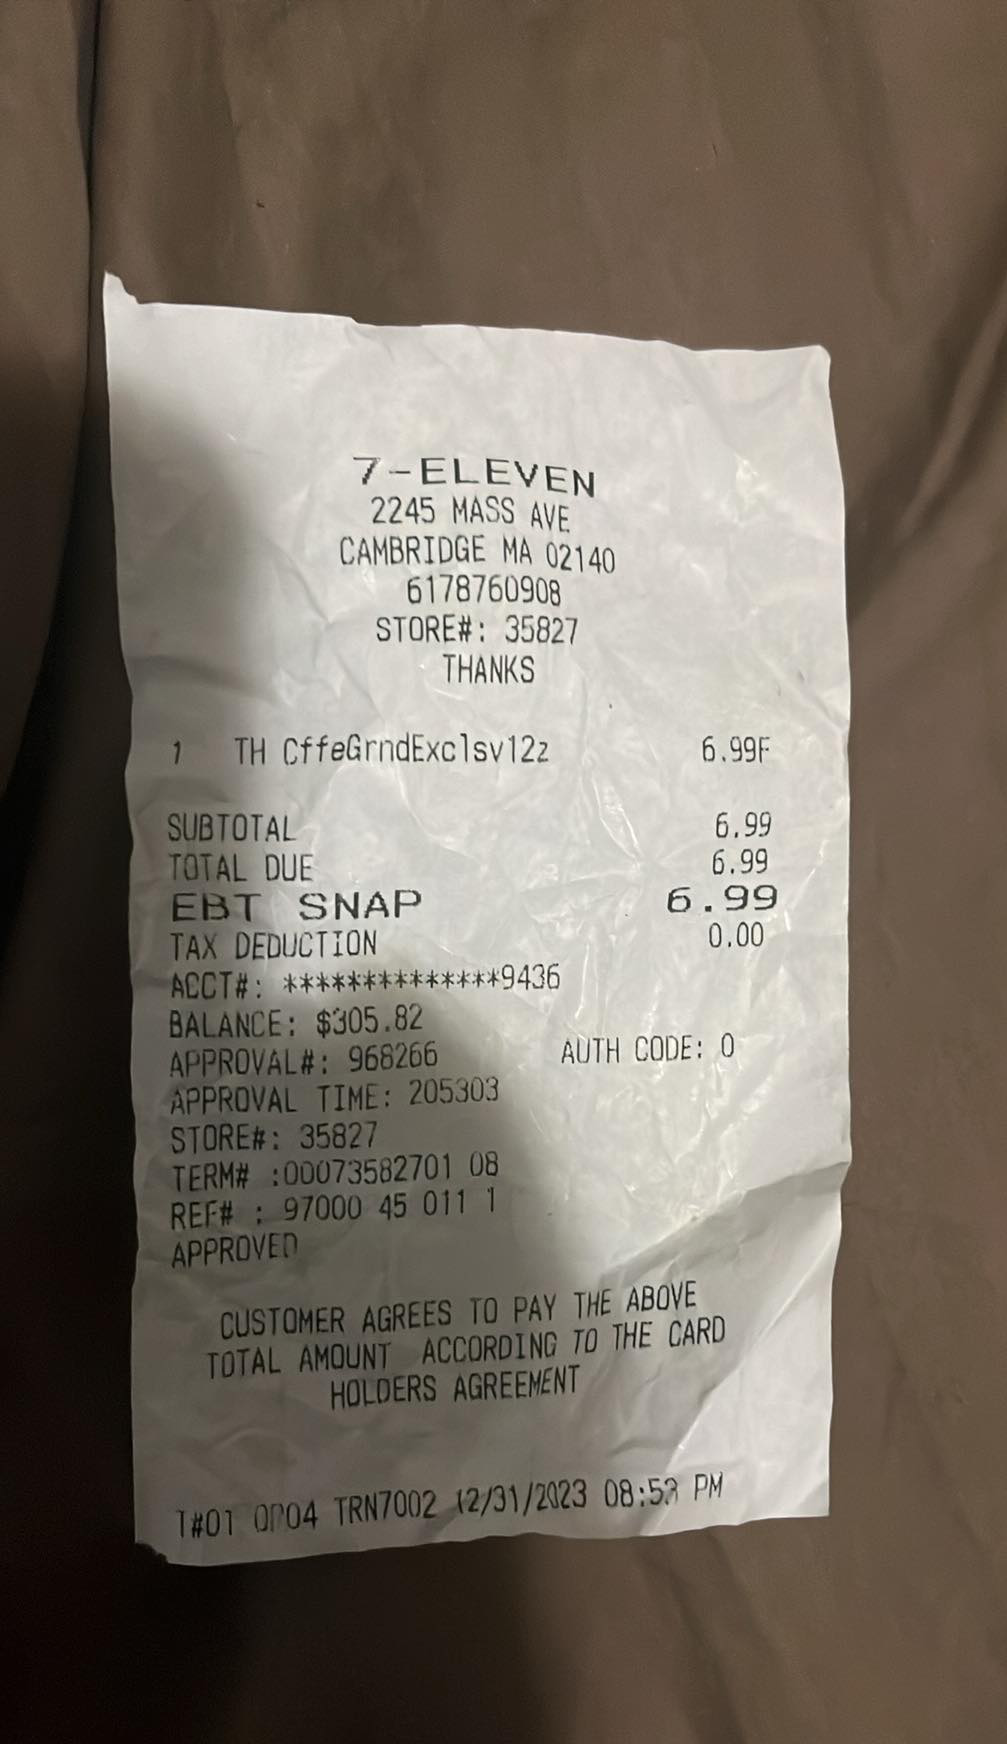 7-ELEVEN
2245 MASS AVE
CAMBRIDGE MA 02140
6178760908
STORE#: 35827
THANKS
1 TH CffeGrndExclsv12z 6.99F
SUBTOTAL 6.99
TOTAL DUE 6.99
EBT SNAP 6.99
TAX DEDUCTION 0.00
ACCT#: **************9436
BALANCE: $305.82
APPROVAL#: 968266 AUTH CODE: 0
APPROVAL TIME: 205303
STORE#: 35827
TERM# :00073582701 08
REF# : 97000 45 011 1
APPROVED
CUSTOMER AGREES TO PAY THE ABOVE
TOTAL AMOUNT ACCORDING TO THE CARD
HOLDERS AGREEMENT
T#01 OP04 TRN7002 12/31/2023 08:53 PM